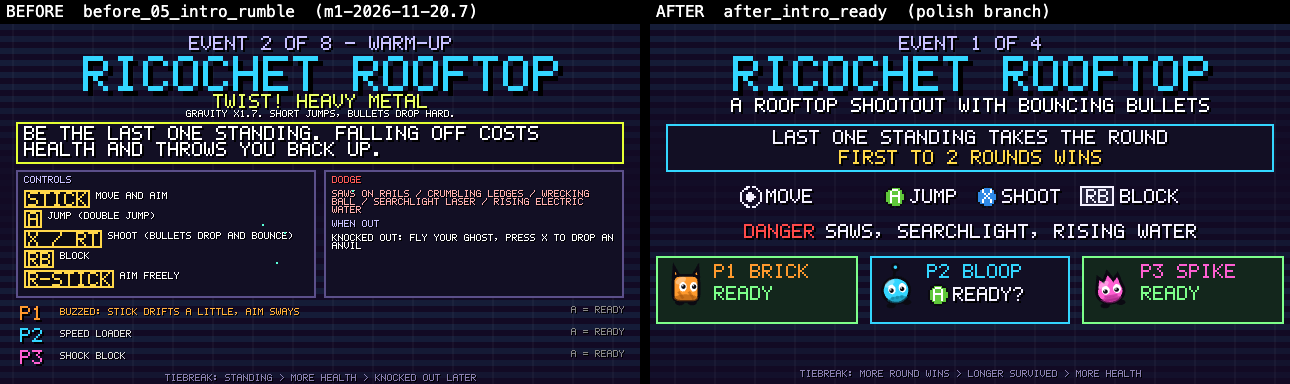 BEFORE before_05_intro_rumble (m1-2026-11-20.7)
EVENT 2 OF 8 - WARM-UP
RICOCHET ROOFTOP
TWIST! HEAVY METAL
GRAVITY X1.7. SHORT JUMPS, BULLETS DROP HARD.
BE THE LAST ONE STANDING. FALLING OFF COSTS
HEALTH AND THROWS YOU BACK UP.
CONTROLS
STICK MOVE AND AIM
A JUMP (DOUBLE JUMP)
X / RT SHOOT (BULLETS DROP AND BOUNCE)
RB BLOCK
R-STICK AIM FREELY
DODGE
SAWS ON RAILS / CRUMBLING LEDGES / WRECKING
BALL / SEARCHLIGHT LASER / RISING ELECTRIC
WATER
WHEN OUT
KNOCKED OUT: FLY YOUR GHOST, PRESS X TO DROP AN
ANVIL
P1 BUZZED: STICK DRIFTS A LITTLE, AIM SWAYS A = READY
P2 SPEED LOADER A = READY
P3 SHOCK BLOCK A = READY
TIEBREAK: STANDING > MORE HEALTH > KNOCKED OUT LATER
AFTER after_intro_ready (polish branch)
EVENT 1 OF 4
RICOCHET ROOFTOP
A ROOFTOP SHOOTOUT WITH BOUNCING BULLETS
LAST ONE STANDING TAKES THE ROUND
FIRST TO 2 ROUNDS WINS
MOVE A JUMP X SHOOT RB BLOCK
DANGER SAWS, SEARCHLIGHT, RISING WATER
P1 BRICK
READY
P2 BLOOP
A READY?
P3 SPIKE
READY
TIEBREAK: MORE ROUND WINS > LONGER SURVIVED > MORE HEALTH